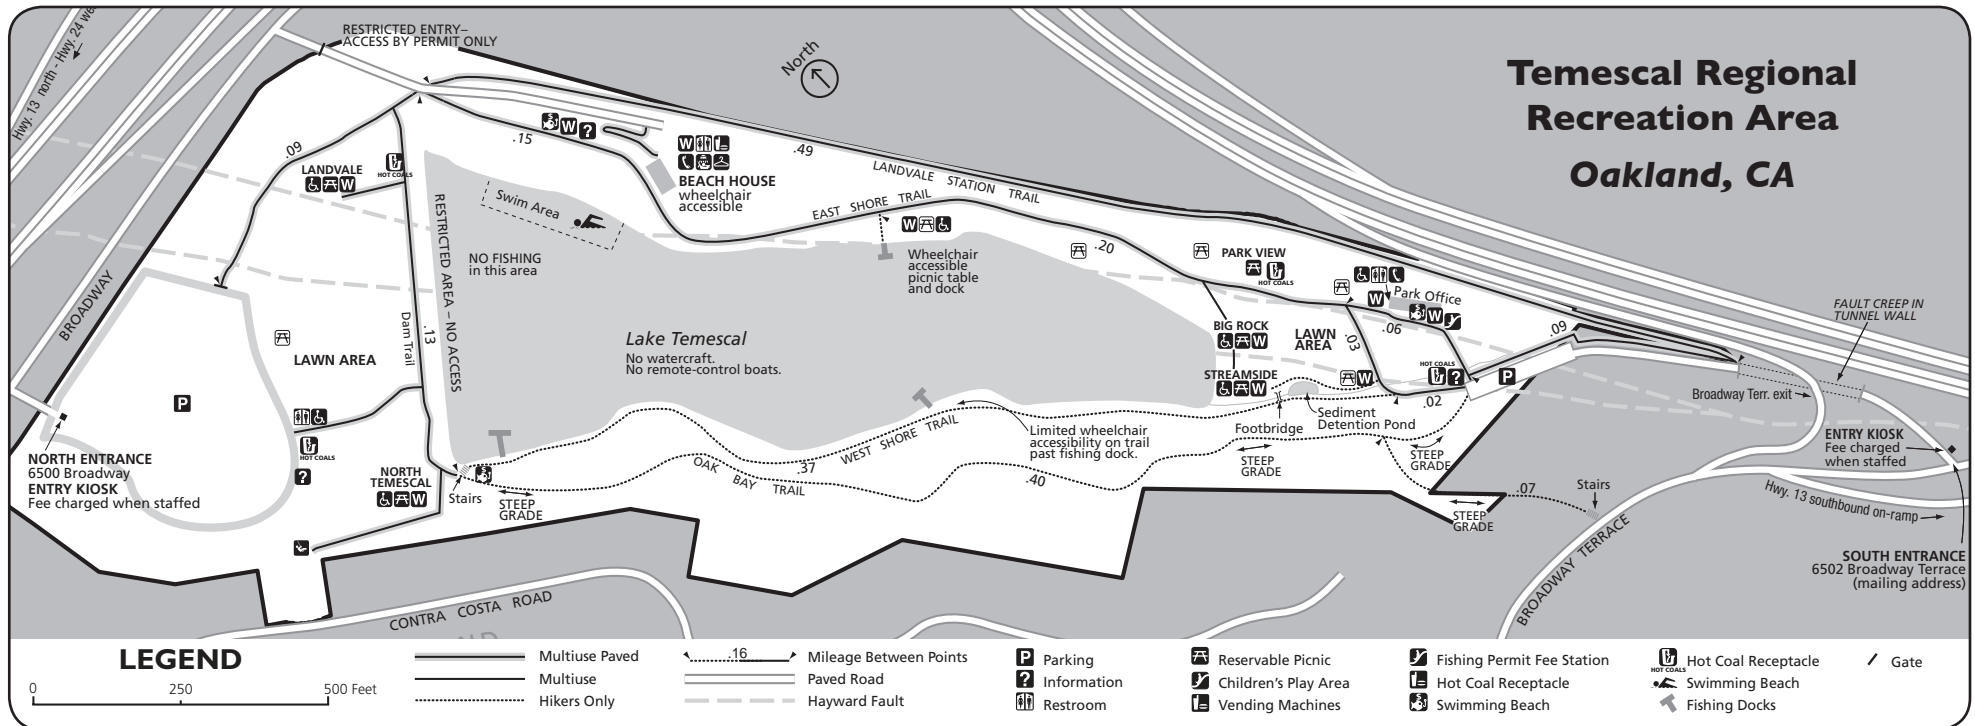 Hwy. 13 north - Hwy. 24 we
RESTRICTED ENTRY–
ACCESS BY PERMIT ONLY
North
Temescal Regional
Recreation Area
Oakland, CA
.09
.15
W
?
W
BEACH HOUSE
wheelchair
accessible
.49
LANDVALE STATION TRAIL
LANDVALE
W
HOT COALS
EAST SHORE TRAIL
W
Swim Area
RESTRICTED AREA – NO ACCESS
NO FISHING
in this area
Wheelchair
accessible
picnic table
and dock
.20
PARK VIEW
HOT COALS
W
Park Office
W
.06
.09
FAULT CREEP IN
TUNNEL WALL
BROADWAY
Dam Trail
.13
LAWN AREA
P
Lake Temescal
No watercraft.
No remote-control boats.
BIG ROCK
W
LAWN
AREA
.03
STREAMSIDE
W
W
HOT COALS
?
P
.02
Broadway Terr. exit
Footbridge
Sediment
Detention Pond
HOT COALS
?
NORTH ENTRANCE
6500 Broadway
ENTRY KIOSK
Fee charged when staffed
NORTH
TEMESCAL
W
Stairs
STEEP
GRADE
OAK BAY TRAIL
.37
WEST SHORE TRAIL
Limited wheelchair
accessibility on trail
past fishing dock.
.40
STEEP
GRADE
STEEP
GRADE
STEEP
GRADE
.07
Stairs
ENTRY KIOSK
Fee charged
when staffed
Hwy. 13 southbound on-ramp
SOUTH ENTRANCE
6502 Broadway Terrace
(mailing address)
BROADWAY TERRACE
CONTRA COSTA ROAD
LEGEND
0 250 500 Feet
Multiuse Paved
Multiuse
Hikers Only
.16 Mileage Between Points
Paved Road
Hayward Fault
P Parking
? Information
Restroom
Reservable Picnic
Children's Play Area
Vending Machines
Fishing Permit Fee Station
Hot Coal Receptacle
Swimming Beach
HOT COALS Hot Coal Receptacle
Swimming Beach
Fishing Docks
Gate